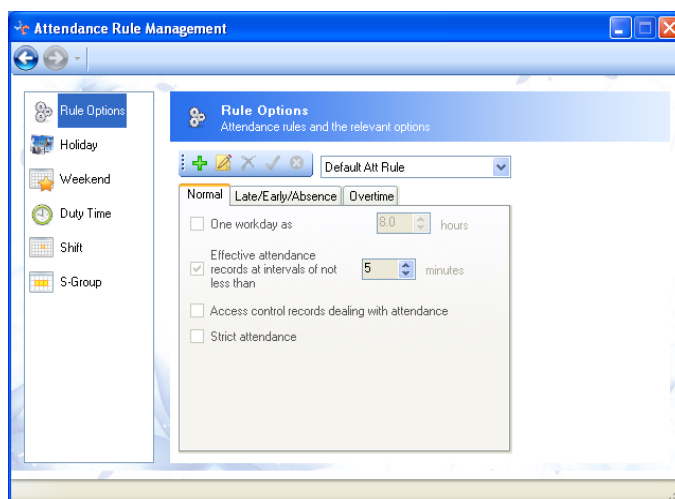 Attendance Rule Management
Rule Options
Holiday
Weekend
Duty Time
Shift
S-Group
Rule Options
Attendance rules and the relevant options
Default Att Rule
Normal Late/Early/Absence Overtime
One workday as 8.0 hours
Effective attendance
records at intervals of not 5 minutes
less than
Access control records dealing with attendance
Strict attendance